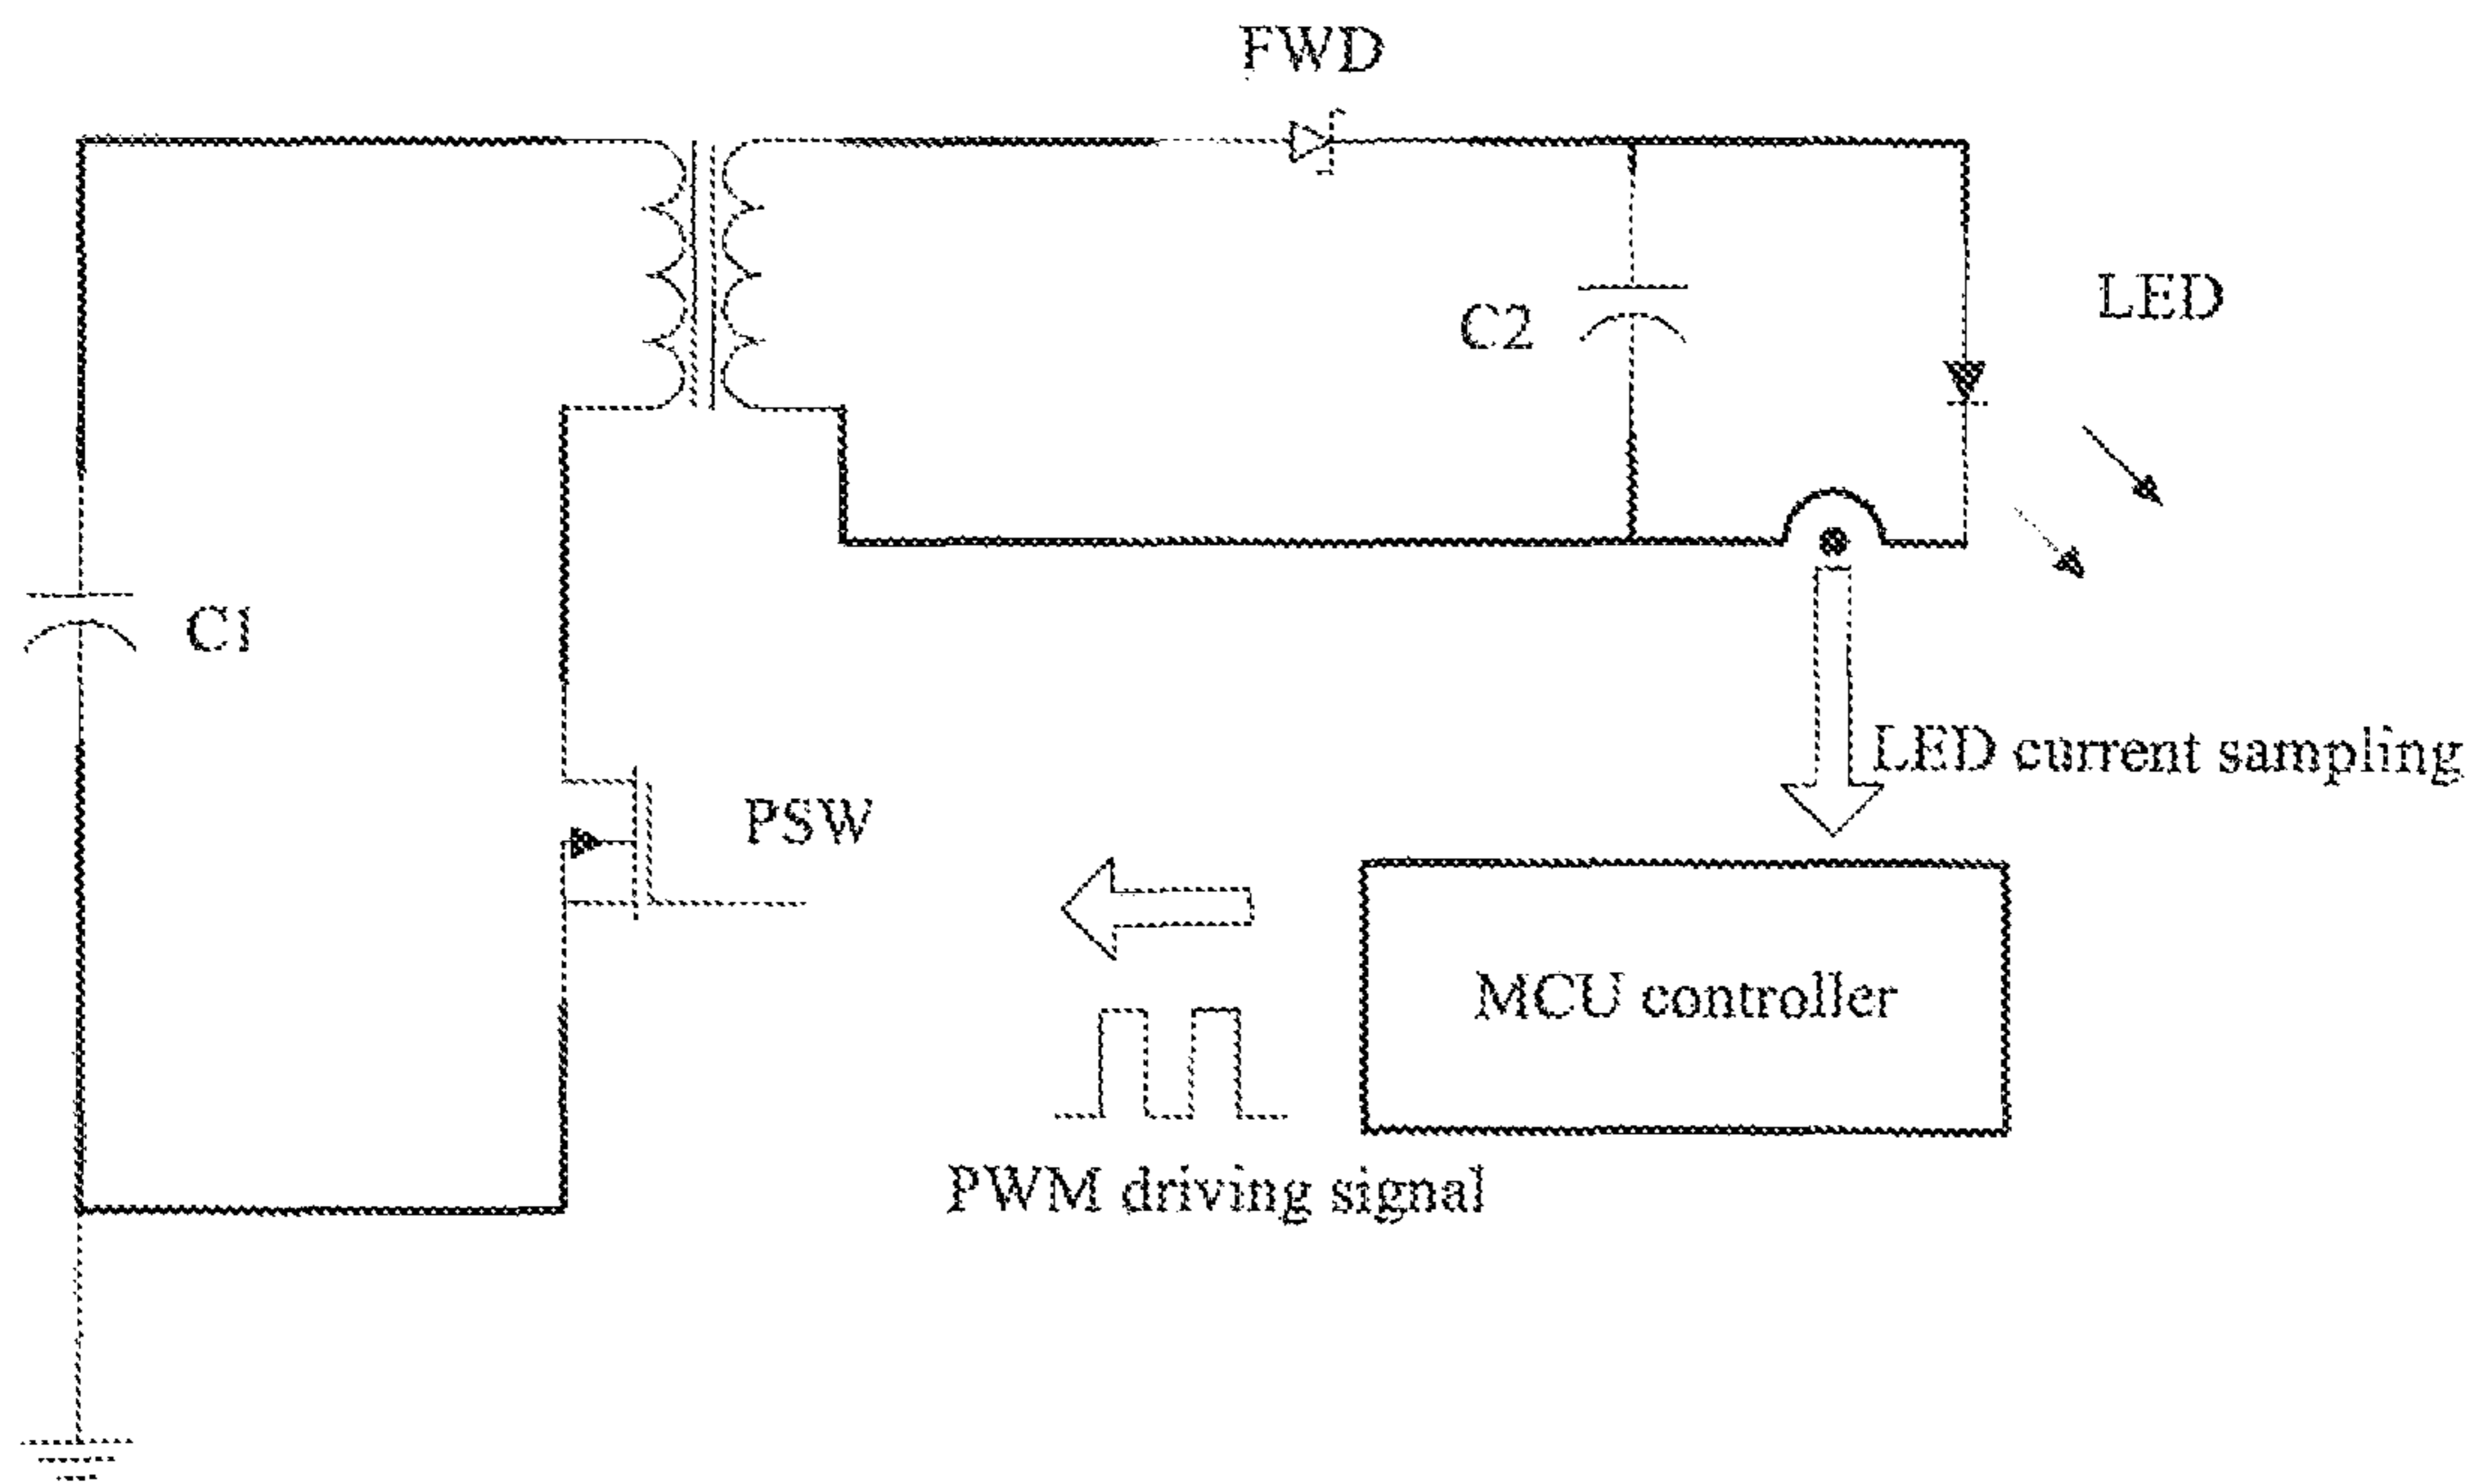 FWD
LED
C2
C1
LED current sampling
PSW
MCU controller
PWM driving signal